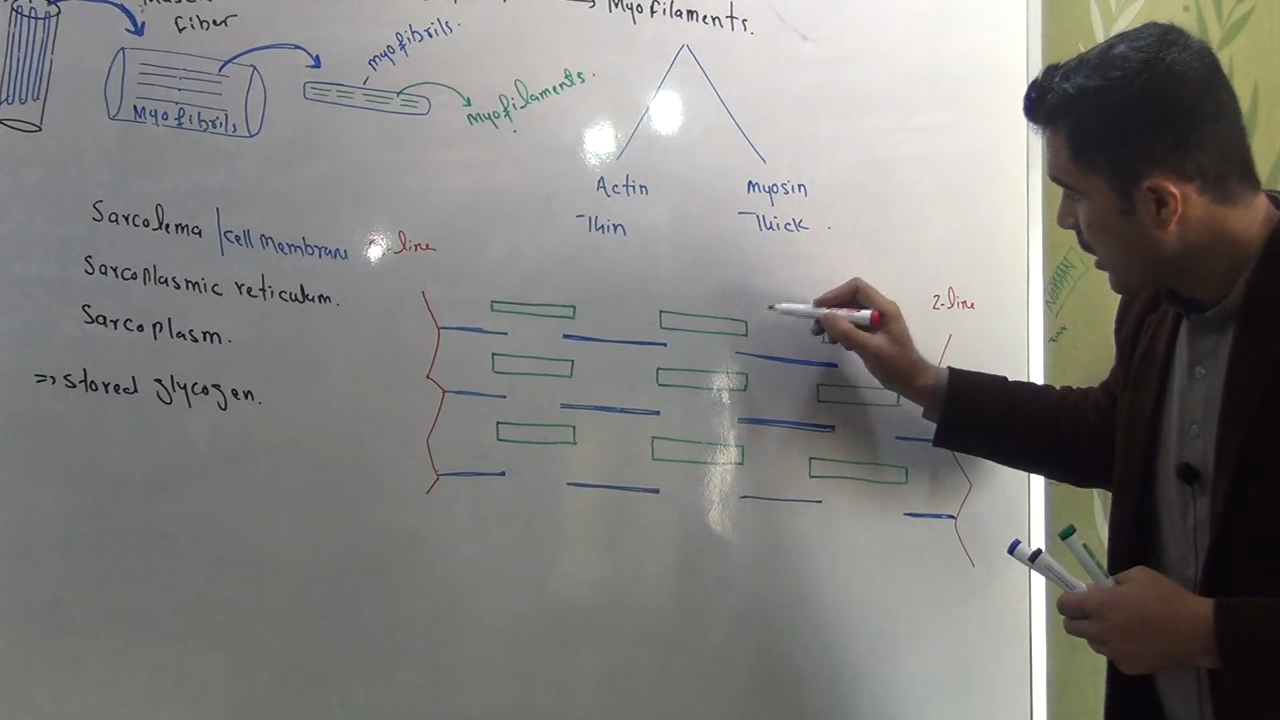 Fiber
Myofilaments.
myofibrils.
myofilaments.
Myofibrils
Actin
Thin
Myosin
Thick.
Sarcolema / cell membrane
line
Sarcoplasmic reticulum.
Sarcoplasm.
=> stored glycogen.
Z-line